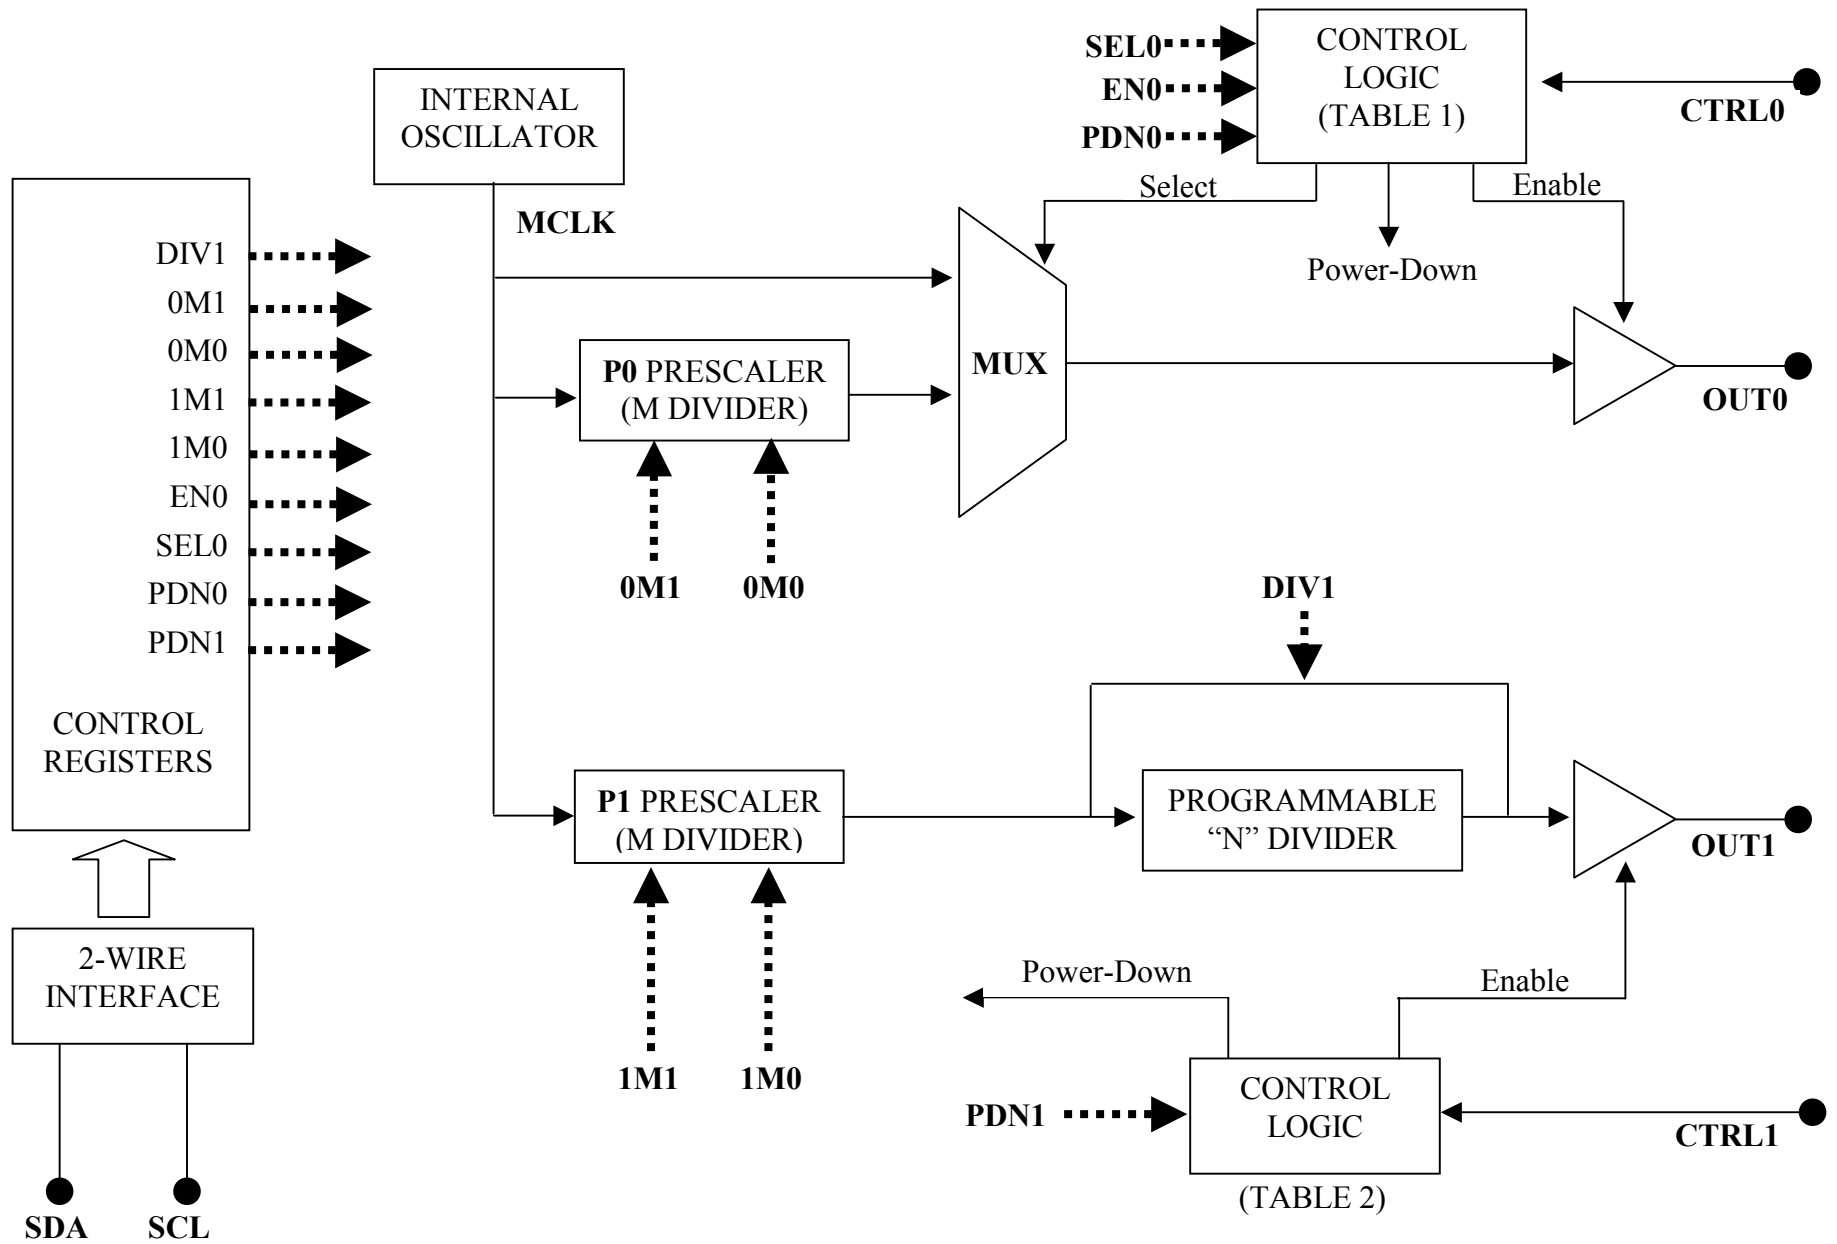 SEL0
EN0
PDN0
CONTROL
LOGIC
(TABLE 1)
CTRL0
INTERNAL
OSCILLATOR
MCLK
Select
Enable
Power-Down
DIV1
0M1
0M0
1M1
1M0
EN0
SEL0
PDN0
PDN1
CONTROL
REGISTERS
P0 PRESCALER
(M DIVIDER)
0M1
0M0
MUX
OUT0
DIV1
P1 PRESCALER
(M DIVIDER)
1M1
1M0
PROGRAMMABLE
“N” DIVIDER
OUT1
2-WIRE
INTERFACE
SDA
SCL
Power-Down
Enable
PDN1
CONTROL
LOGIC
(TABLE 2)
CTRL1